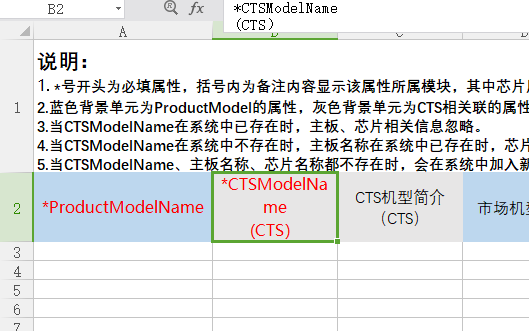 B2
fx
*CTSModelName
(CTS)
A
B
C
D
1
说明：
1. *号开头为必填属性，括号内为备注内容显示该属性所属模块，其中芯片
2.蓝色背景单元为ProductModel的属性，灰色背景单元为CTS相关联的属性
3.当CTSModelName在系统中已存在时，主板、芯片相关信息忽略。
4.当CTSModelName在系统中不存在时，主板名称在系统中已存在时，芯片
5.当CTSModelName、主板名称、芯片名称都不存在时，会在系统中加入新
2
*ProductModelName
*CTSModelNa
me
(CTS)
CTS机型简介
（CTS）
市场机型
3
4
5
6
7